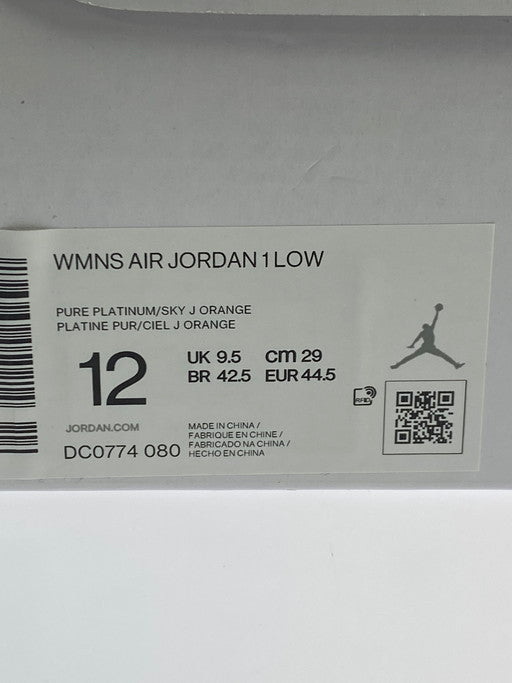 WMNS AIR JORDAN 1 LOW
PURE PLATINUM/SKY J ORANGE
PLATINE PUR/CIEL J ORANGE
12
UK 9.5 cm 29
BR 42.5 EUR 44.5
RFID
JORDAN.COM
DC0774 080
MADE IN CHINA /
FABRIQUE EN CHINE /
FABRICADO NA CHINA /
HECHO EN CHINA